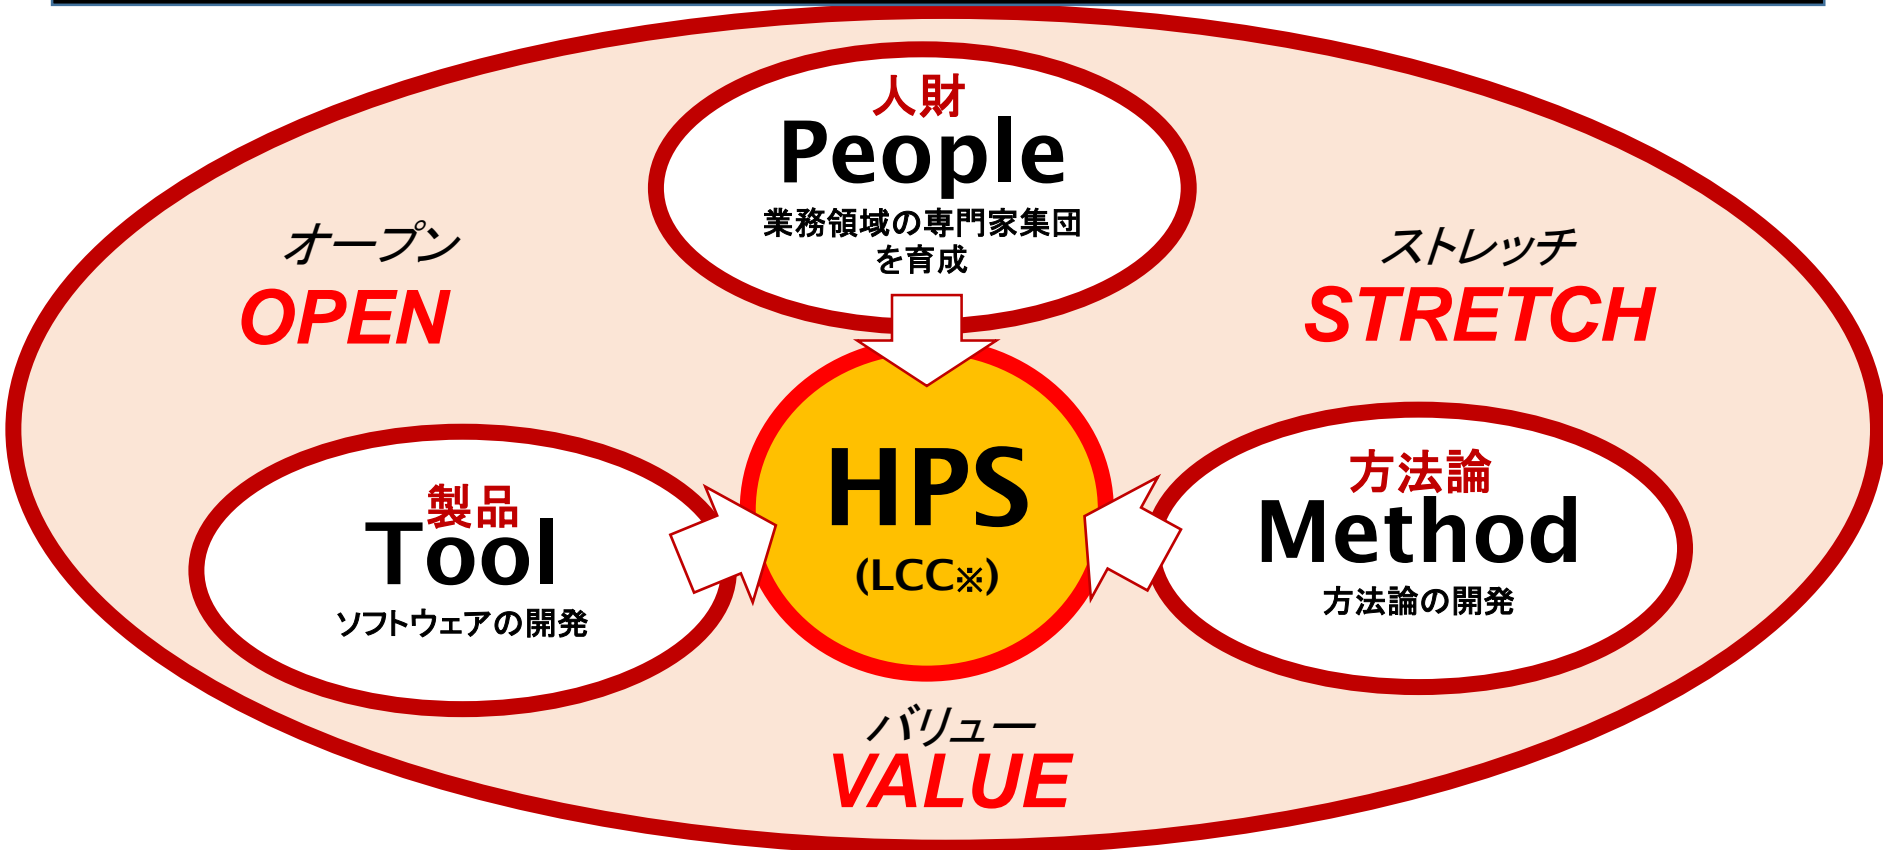 人財
People
業務領域の専門家集団
を育成
オープン
OPEN
ストレッチ
STRETCH
HPS
(LCC※)
製品
Tool
ソフトウェアの開発
方法論
Method
方法論の開発
バリュー
VALUE